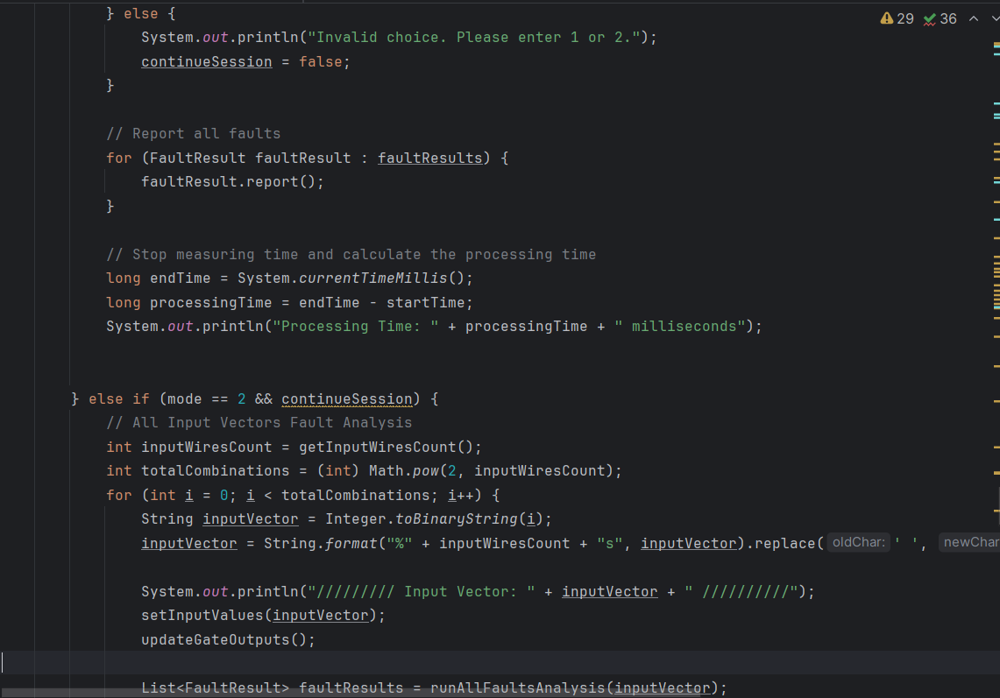 29 36
} else {
System.out.println("Invalid choice. Please enter 1 or 2.");
continueSession = false;
}
// Report all faults
for (FaultResult faultResult : faultResults) {
faultResult.report();
}
// Stop measuring time and calculate the processing time
long endTime = System.currentTimeMillis();
long processingTime = endTime - startTime;
System.out.println("Processing Time: " + processingTime + " milliseconds");
} else if (mode == 2 && continueSession) {
// All Input Vectors Fault Analysis
int inputWiresCount = getInputWiresCount();
int totalCombinations = (int) Math.pow(2, inputWiresCount);
for (int i = 0; i < totalCombinations; i++) {
String inputVector = Integer.toBinaryString(i);
inputVector = String.format("%" + inputWiresCount + "s", inputVector).replace( oldChar: ' ', newChar
System.out.println("///////// Input Vector: " + inputVector + " //////////");
setInputValues(inputVector);
updateGateOutputs();
List<FaultResult> faultResults = runAllFaultsAnalysis(inputVector);